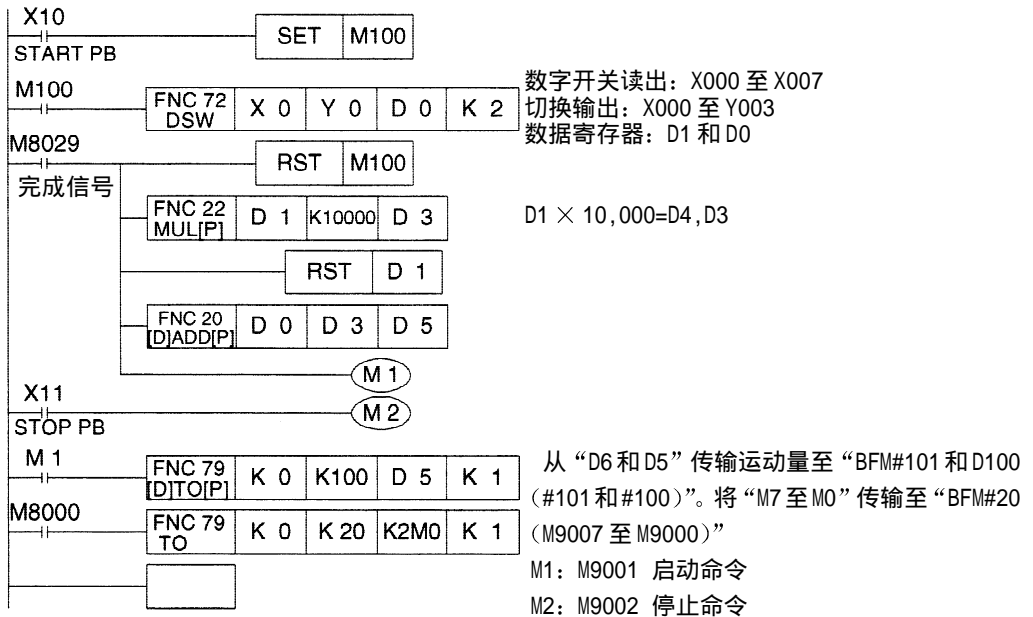 X10
START PB
SET M100
M100
FNC 72 DSW X 0 Y 0 D 0 K 2
数字开关读出：X000 至 X007
切换输出：X000 至 Y003
数据寄存器：D1 和 D0
M8029
完成信号
RST M100
FNC 22 MUL[P] D 1 K10000 D 3
D1 × 10,000=D4,D3
RST D 1
FNC 20 [D]ADD[P] D 0 D 3 D 5
M 1
X11
STOP PB
M 2
M 1
FNC 79 [D]TO[P] K 0 K100 D 5 K 1
从“D6 和 D5”传输运动量至“BFM#101 和 D100
(#101 和 #100)”。将“M7 至 M0”传输至“BFM#20
(M9007 至 M9000)”
M8000
FNC 79 TO K 0 K 20 K2M0 K 1
M1：M9001 启动命令
M2：M9002 停止命令